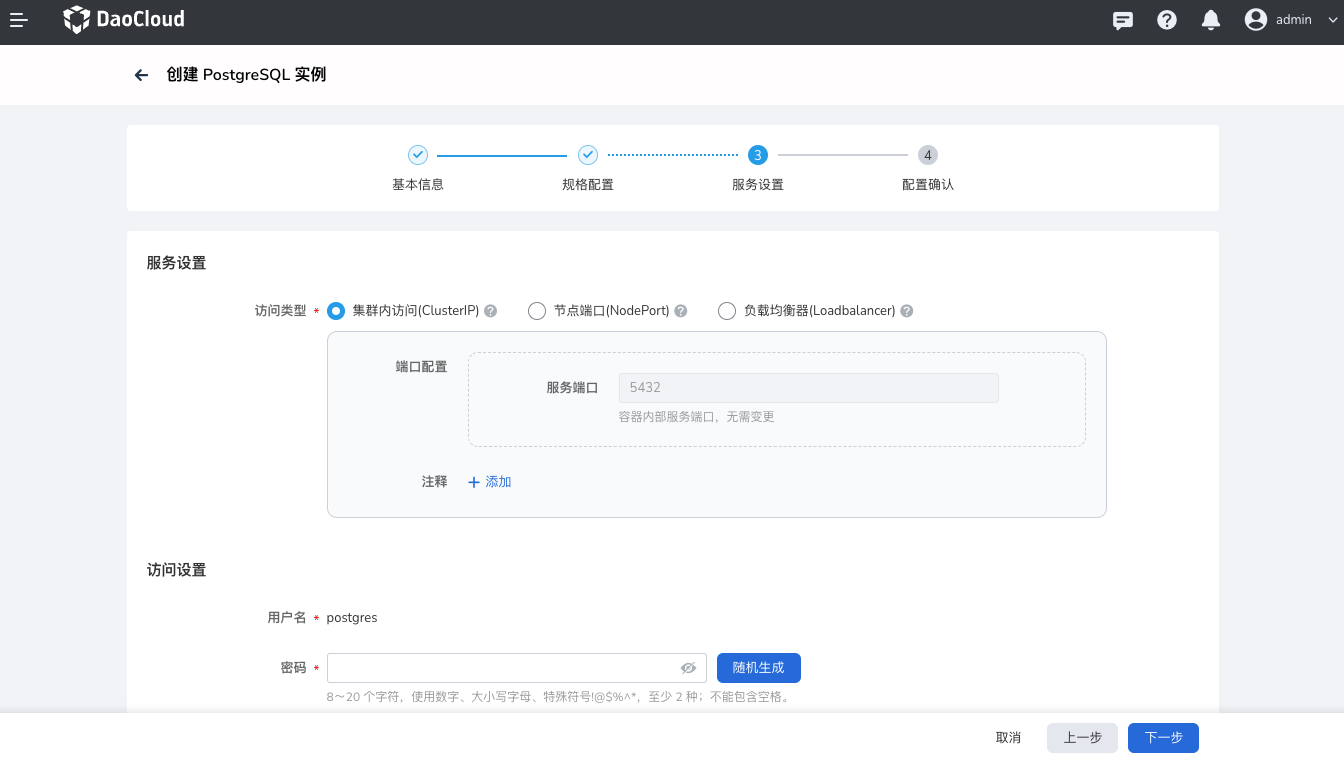 DaoCloud
admin
创建 PostgreSQL 实例
3
4
基本信息
规格配置
服务设置
配置确认
服务设置
访问类型 * 集群内访问(ClusterIP) ? 节点端口(NodePort) ? 负载均衡器(Loadbalancer) ?
端口配置
服务端口 5432
容器内部服务端口，无需变更
注释 + 添加
访问设置
用户名 * postgres
密码 * 随机生成
8～20 个字符，使用数字、大小写字母、特殊符号!@$%^*，至少 2 种；不能包含空格。
取消 上一步 下一步